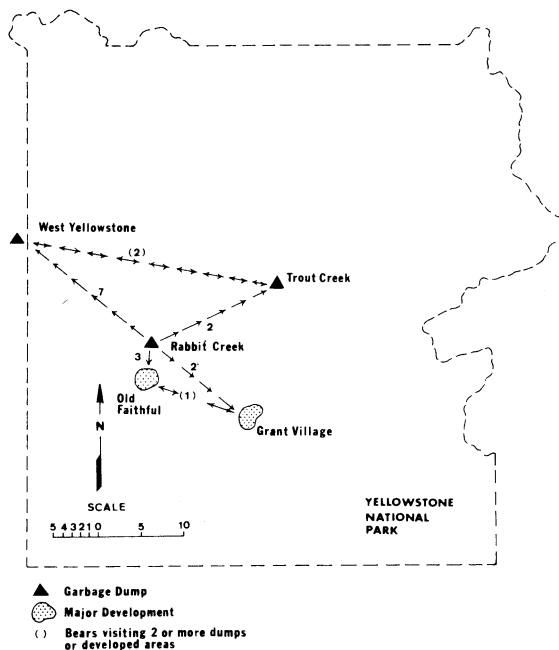 West Yellowstone
(2)
Trout Creek
7
2
Rabbit Creek
3
2
Old
Faithful
(1)
Grant Village
N
SCALE
5 4 3 2 1 0 5 10
YELLOWSTONE
NATIONAL
PARK
Garbage Dump
Major Development
( ) Bears visiting 2 or more dumps
or developed areas